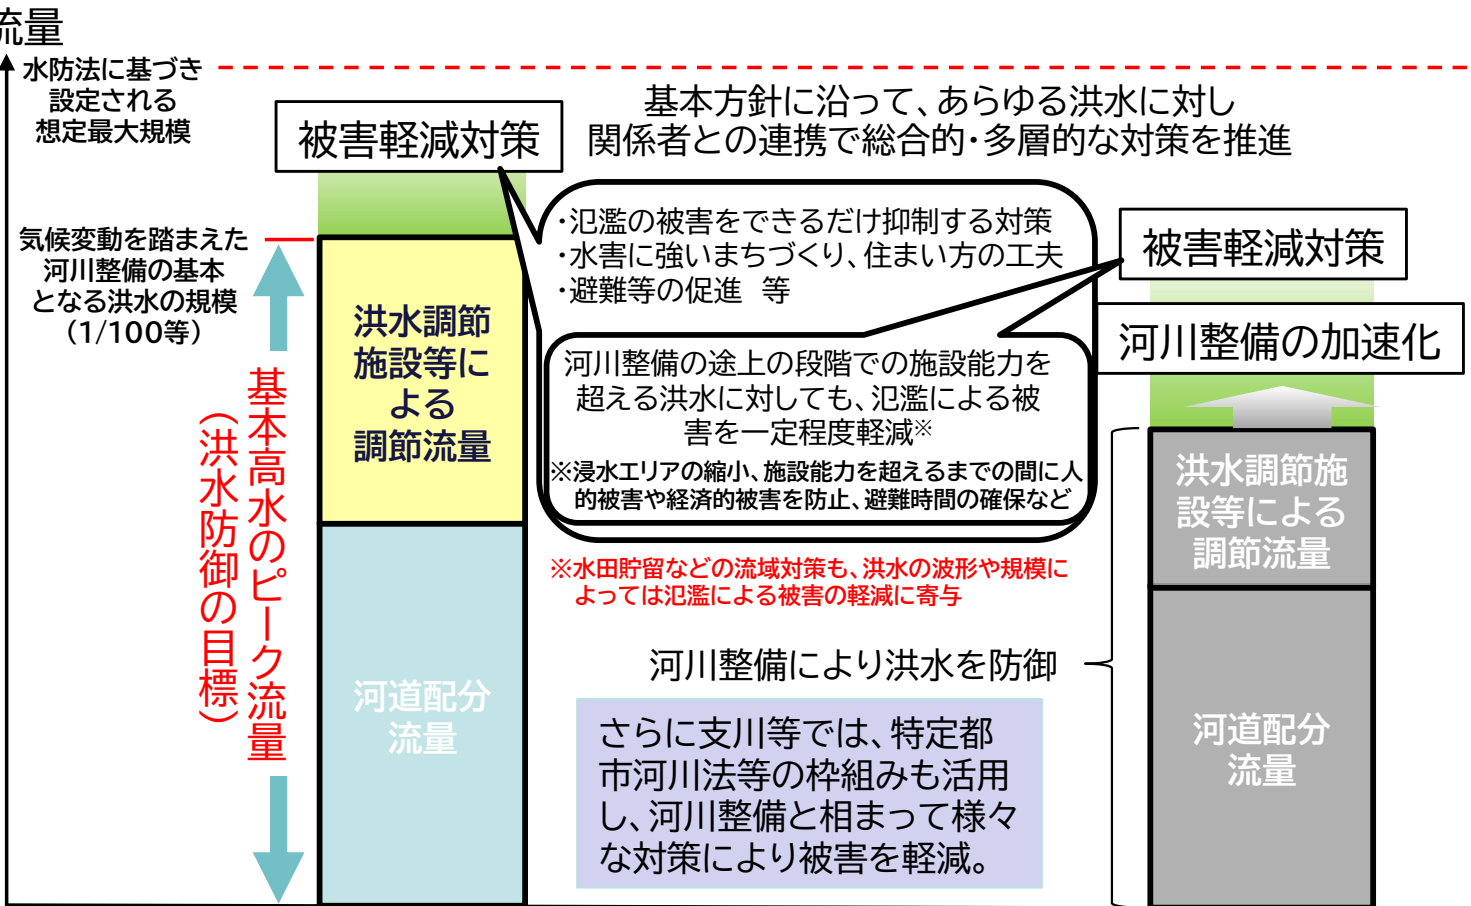 流量
水防法に基づき
設定される
想定最大規模
基本方針に沿って、あらゆる洪水に対し
関係者との連携で総合的・多層的な対策を推進
被害軽減対策
・氾濫の被害をできるだけ抑制する対策
・水害に強いまちづくり、住まい方の工夫
・避難等の促進 等
被害軽減対策
河川整備の加速化
気候変動を踏まえた
河川整備の基本
となる洪水の規模
（1/100等）
洪水調節
施設等に
よる
調節流量
河川整備の途上の段階での施設能力を
超える洪水に対しても、氾濫による被
害を一定程度軽減※
※浸水エリアの縮小、施設能力を超えるまでの間に人
的被害や経済的被害を防止、避難時間の確保など
基本高水のピーク流量
（洪水防御の目標）
洪水調節施
設等による
調節流量
※水田貯留などの流域対策も、洪水の波形や規模に
よっては氾濫による被害の軽減に寄与
河川整備により洪水を防御
河道配分
流量
さらに支川等では、特定都
市河川法等の枠組みも活用
し、河川整備と相まって様々
な対策により被害を軽減。
河道配分
流量